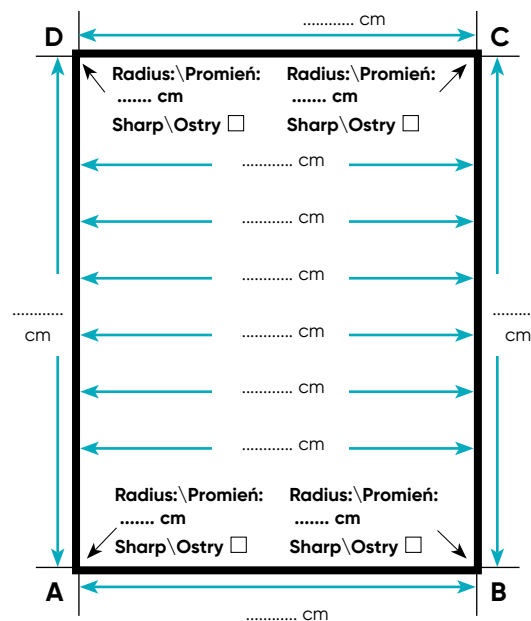 ............ cm
D C
Radius:\Promień: Radius:\Promień:
....... cm ....... cm
Sharp\Ostry ☐ Sharp\Ostry ☐
............ cm
............ cm
............ cm
............ ............ cm .........
cm cm
............ cm
............ cm
Radius:\Promień: Radius:\Promień:
....... cm ....... cm
Sharp\Ostry ☐ Sharp\Ostry ☐
A B
............ cm